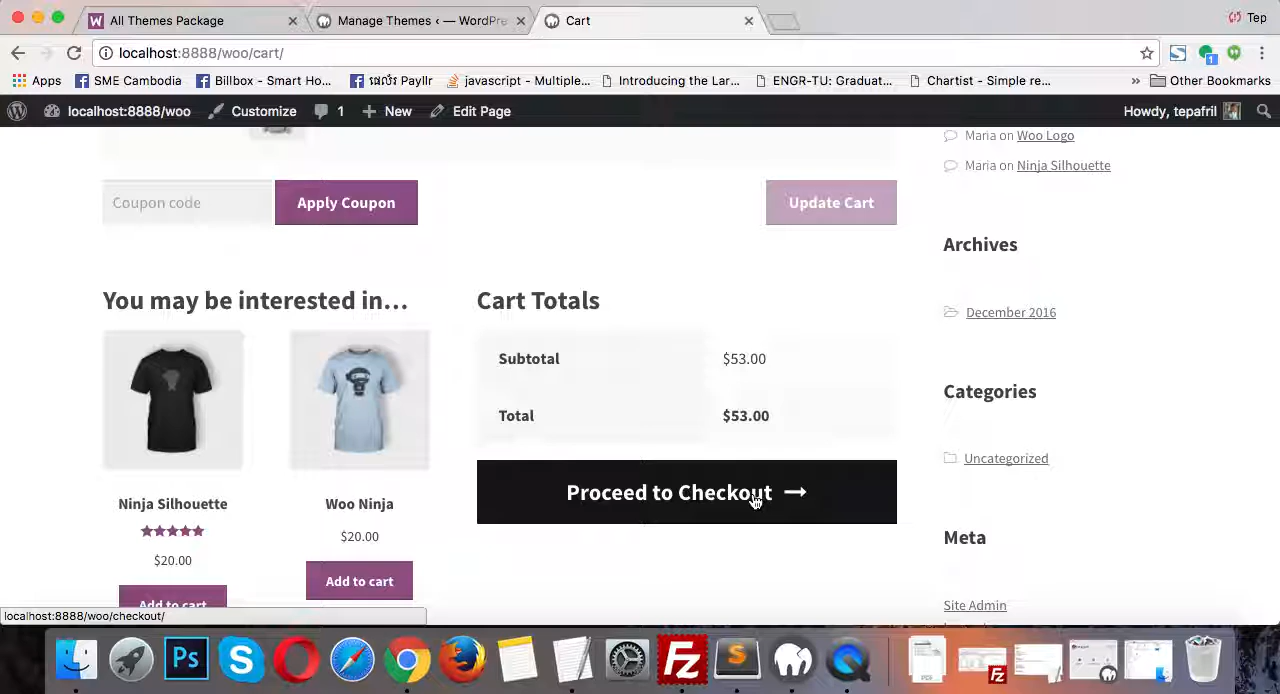 All Themes Package
Manage Themes ‹ — WordPre
Cart
Tep
localhost:8888/woo/cart/
Apps
SME Cambodia
Billbox - Smart Ho...
javascript - Multiple...
Introducing the Lar...
ENGR-TU: Graduat...
Chartist - Simple re...
» Other Bookmarks
localhost:8888/woo
Customize
1
+ New
Edit Page
Howdy, tepafril
Maria on Woo Logo
Maria on Ninja Silhouette
Coupon code
Apply Coupon
Update Cart
Archives
December 2016
You may be interested in…
Cart Totals
Subtotal $53.00
Total $53.00
Proceed to Checkout →
Categories
Uncategorized
Ninja Silhouette
$20.00
Add to cart
Woo Ninja
$20.00
Add to cart
Meta
Site Admin
localhost:8888/woo/checkout/
Ps
S
Fz
S